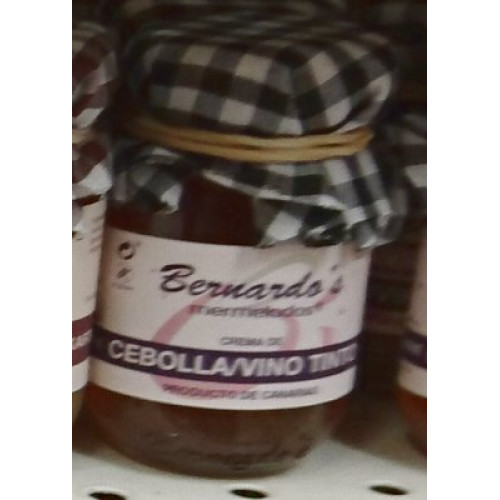 Bernardo's
mermeladas®
CREMA DE
CEBOLLA/VINO TINTO
PRODUCTO DE CANARIAS